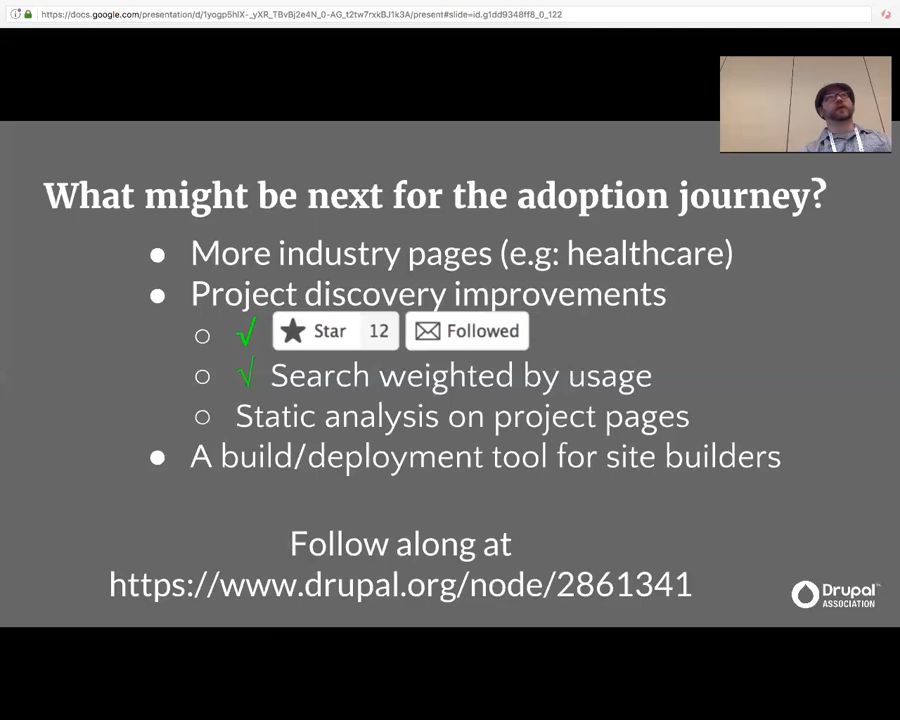 https://docs.google.com/presentation/d/1yogp5hlX-_yXR_TBvBj2e4N_0-AG_t2tw7rxkBJ1k3A/present#slide=id.g1dd9348ff8_0_122
What might be next for the adoption journey?
● More industry pages (e.g: healthcare)
● Project discovery improvements
○ √ Star 12 Followed
○ √ Search weighted by usage
○ Static analysis on project pages
● A build/deployment tool for site builders
Follow along at
https://www.drupal.org/node/2861341
Drupal™
ASSOCIATION